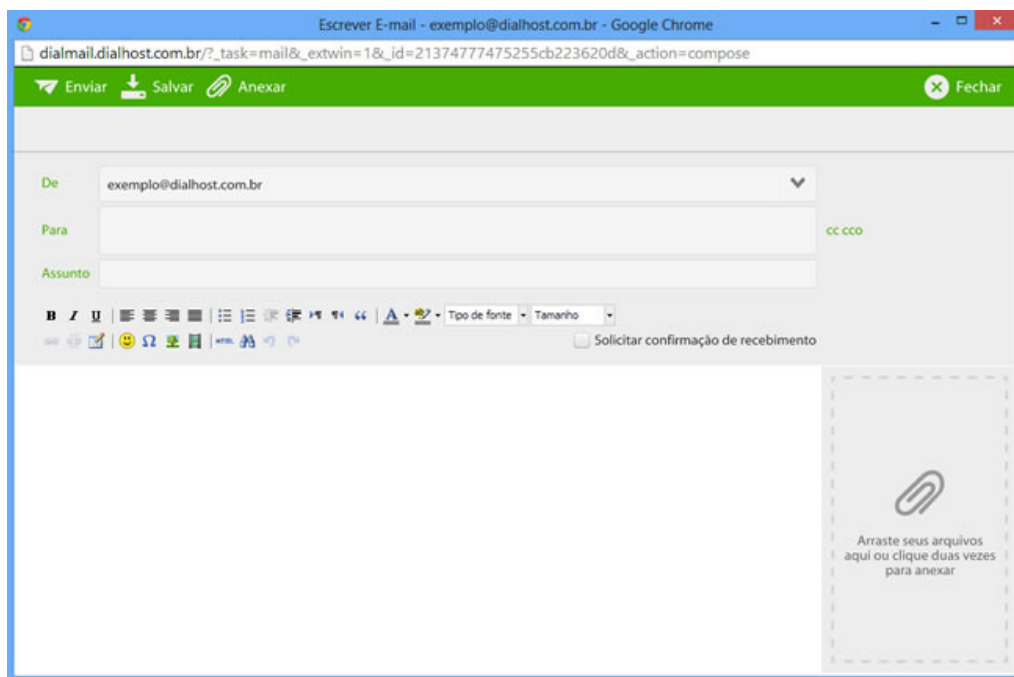 Escrever E-mail - exemplo@dialhost.com.br - Google Chrome
dialmail.dialhost.com.br/?_task=mail&_extwin=1&_id=21374777475255cb223620d&_action=compose
Enviar Salvar Anexar Fechar
De exemplo@dialhost.com.br
Para cc cco
Assunto
B I U A Tipo de fonte Tamanho
Ω HTML Solicitar confirmação de recebimento
Arraste seus arquivos
aqui ou clique duas vezes
para anexar